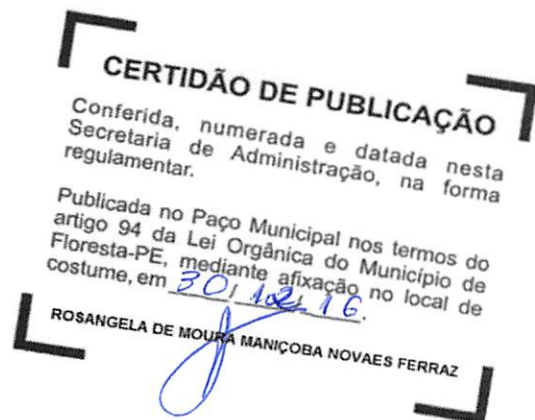 CERTIDÃO DE PUBLICAÇÃO
Conferida, numerada e datada nesta
Secretaria de Administração, na forma
regulamentar.
Publicada no Paço Municipal nos termos do
artigo 94 da Lei Orgânica do Município de
Floresta-PE, mediante afixação no local de
costume, em 30, 12, 16.
ROSANGELA DE MOURA MANIÇOBA NOVAES FERRAZ